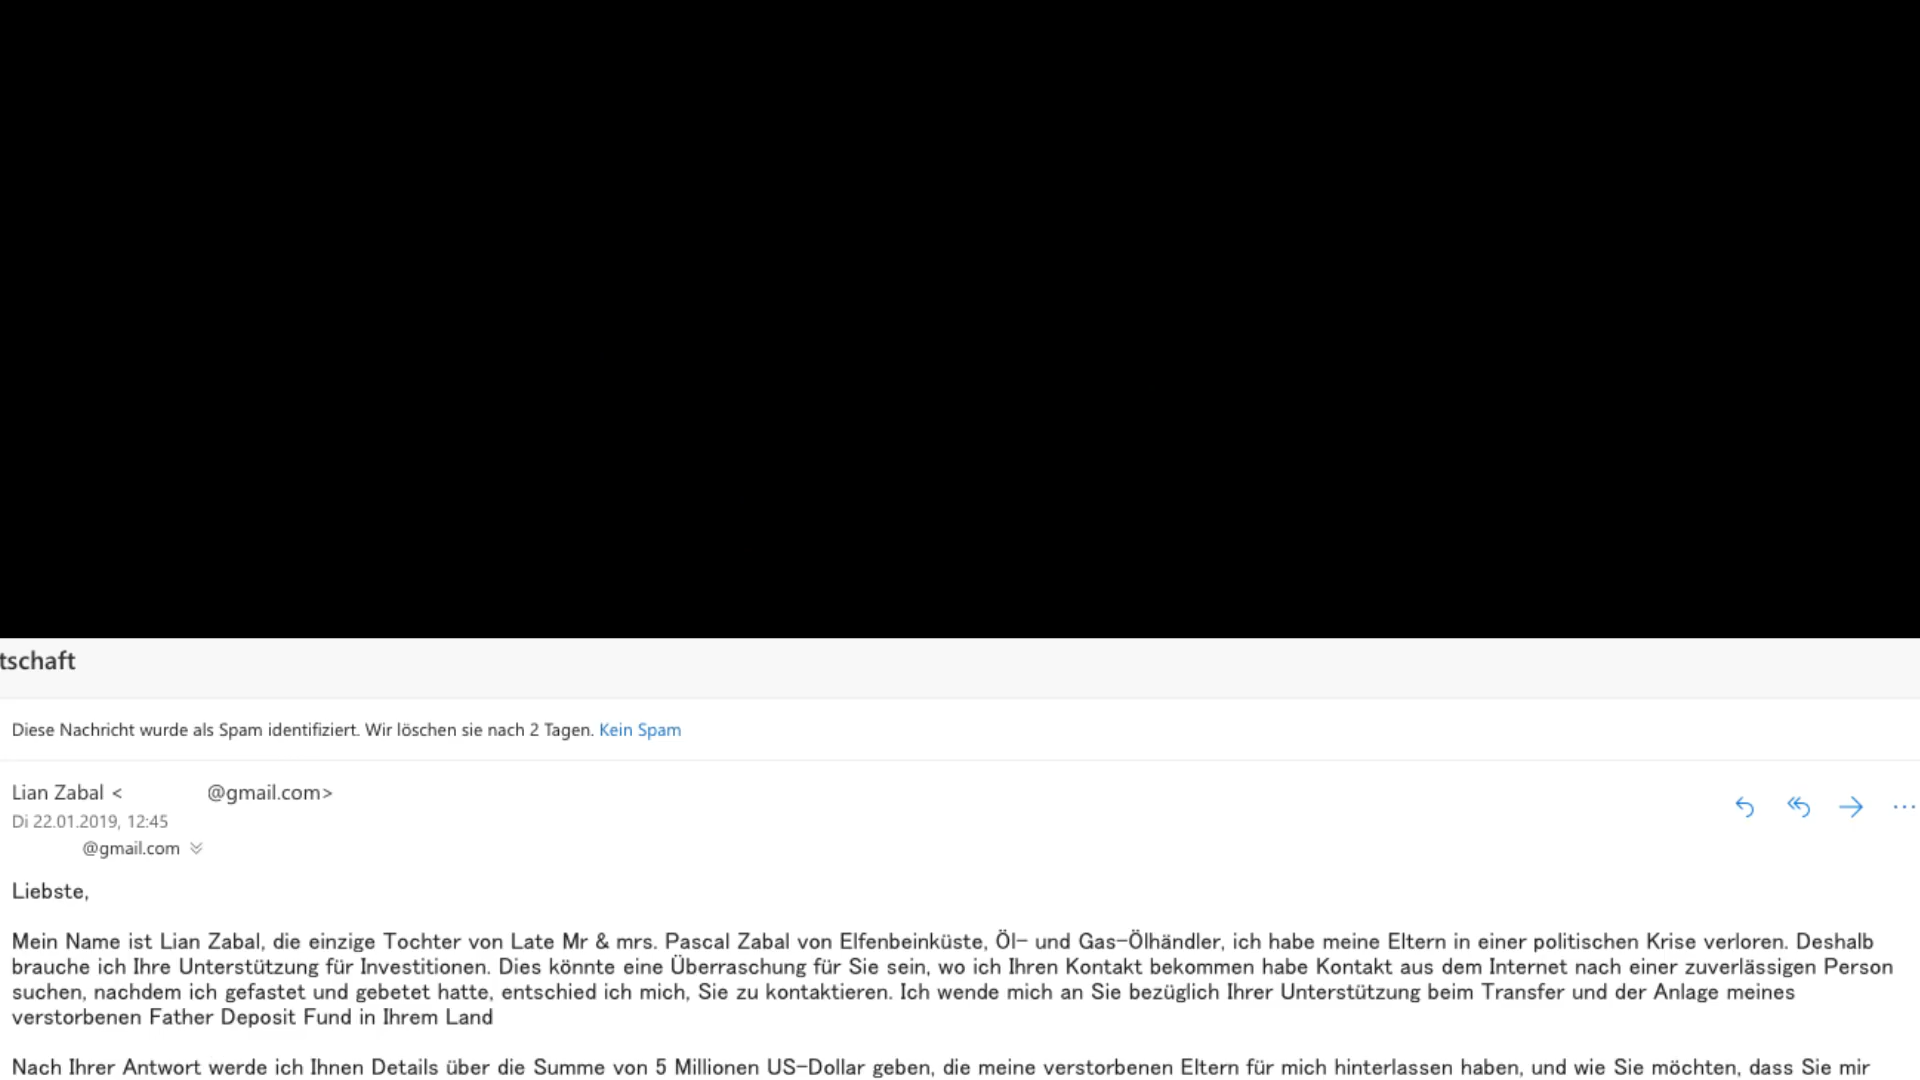 tschaft
Diese Nachricht wurde als Spam identifiziert. Wir löschen sie nach 2 Tagen. Kein Spam
Lian Zabal < @gmail.com>
Di 22.01.2019, 12:45
@gmail.com
Liebste,
Mein Name ist Lian Zabal, die einzige Tochter von Late Mr & mrs. Pascal Zabal von Elfenbeinküste, Öl- und Gas-Ölhändler, ich habe meine Eltern in einer politischen Krise verloren. Deshalb
brauche ich Ihre Unterstützung für Investitionen. Dies könnte eine Überraschung für Sie sein, wo ich Ihren Kontakt bekommen habe Kontakt aus dem Internet nach einer zuverlässigen Person
suchen, nachdem ich gefastet und gebetet hatte, entschied ich mich, Sie zu kontaktieren. Ich wende mich an Sie bezüglich Ihrer Unterstützung beim Transfer und der Anlage meines
verstorbenen Father Deposit Fund in Ihrem Land
Nach Ihrer Antwort werde ich Ihnen Details über die Summe von 5 Millionen US-Dollar geben, die meine verstorbenen Eltern für mich hinterlassen haben, und wie Sie möchten, dass Sie mir